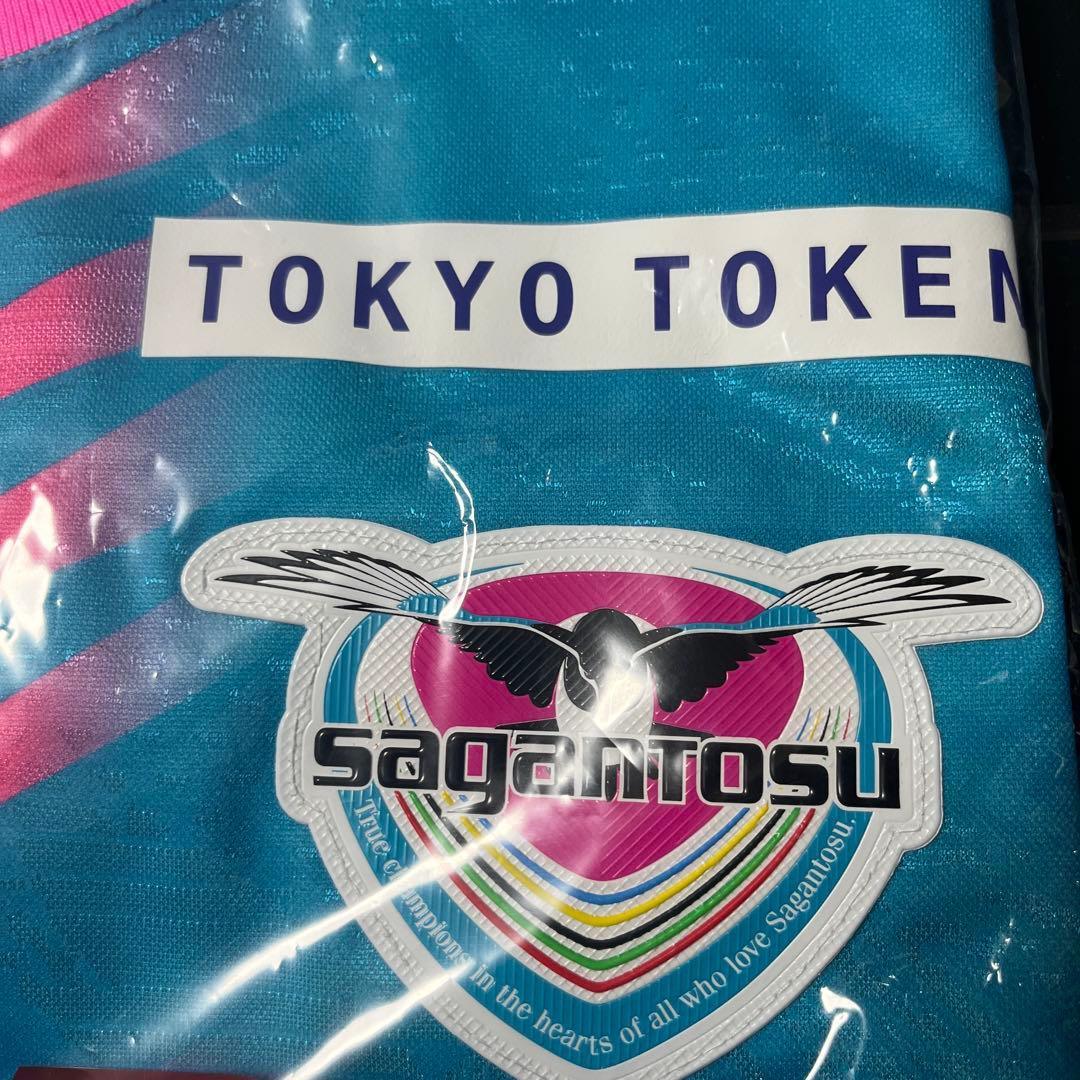 TOKYO TOKEN
sagantosu
True champions in the hearts of all who love Sagantosu.